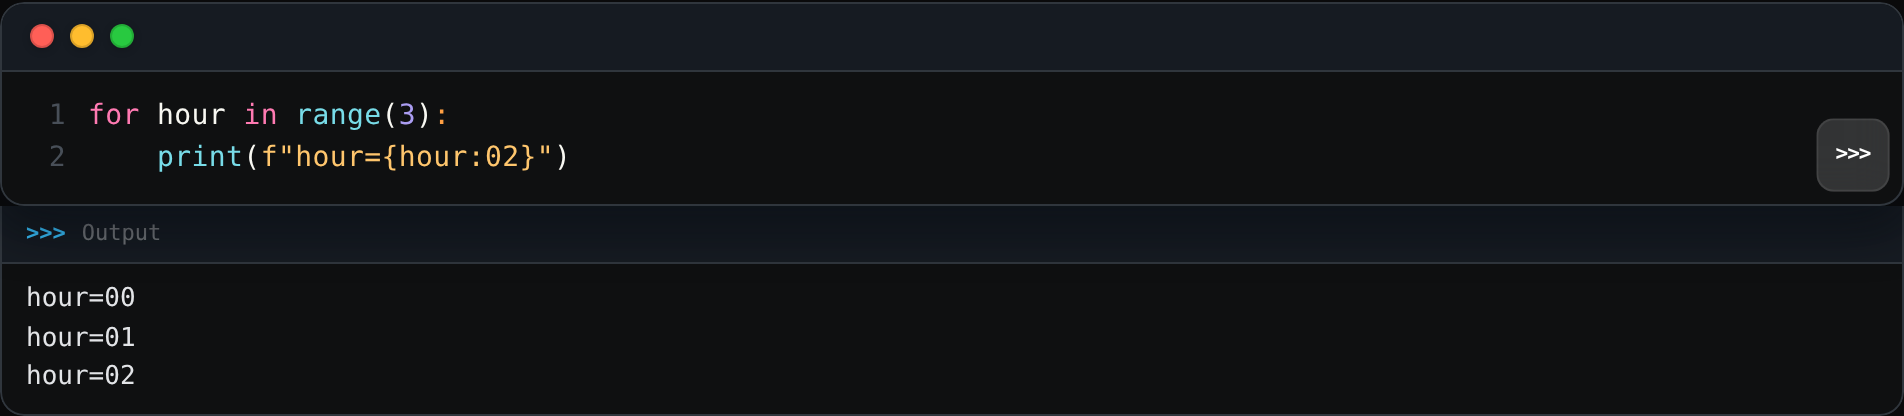 1 for hour in range(3):
2     print(f"hour={hour:02}")
>>>
>>> Output
hour=00
hour=01
hour=02